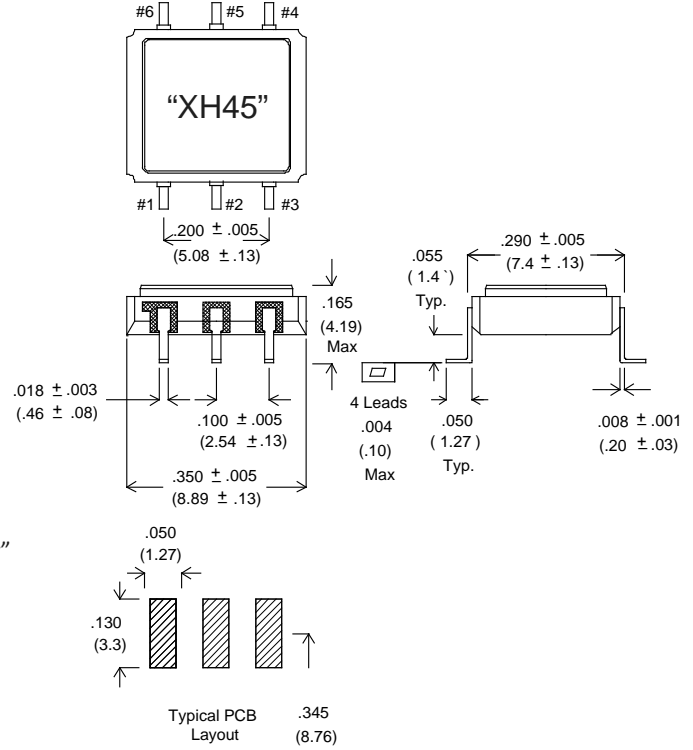 #6 #5 #4
“XH45”
#1 #2 #3
.200 ± .005
(5.08 ± .13)
.055
( 1.4 `)
Typ.
.290 ± .005
(7.4 ± .13)
.165
(4.19)
Max
.018 ± .003
(.46 ± .08)
.100 ± .005
(2.54 ± .13)
4 Leads
.004
(.10)
Max
.050
( 1.27 )
Typ.
.008 ± .001
(.20 ± .03)
.350 ± .005
(8.89 ± .13)
”
.050
(1.27)
.130
(3.3)
Typical PCB
Layout
.345
(8.76)